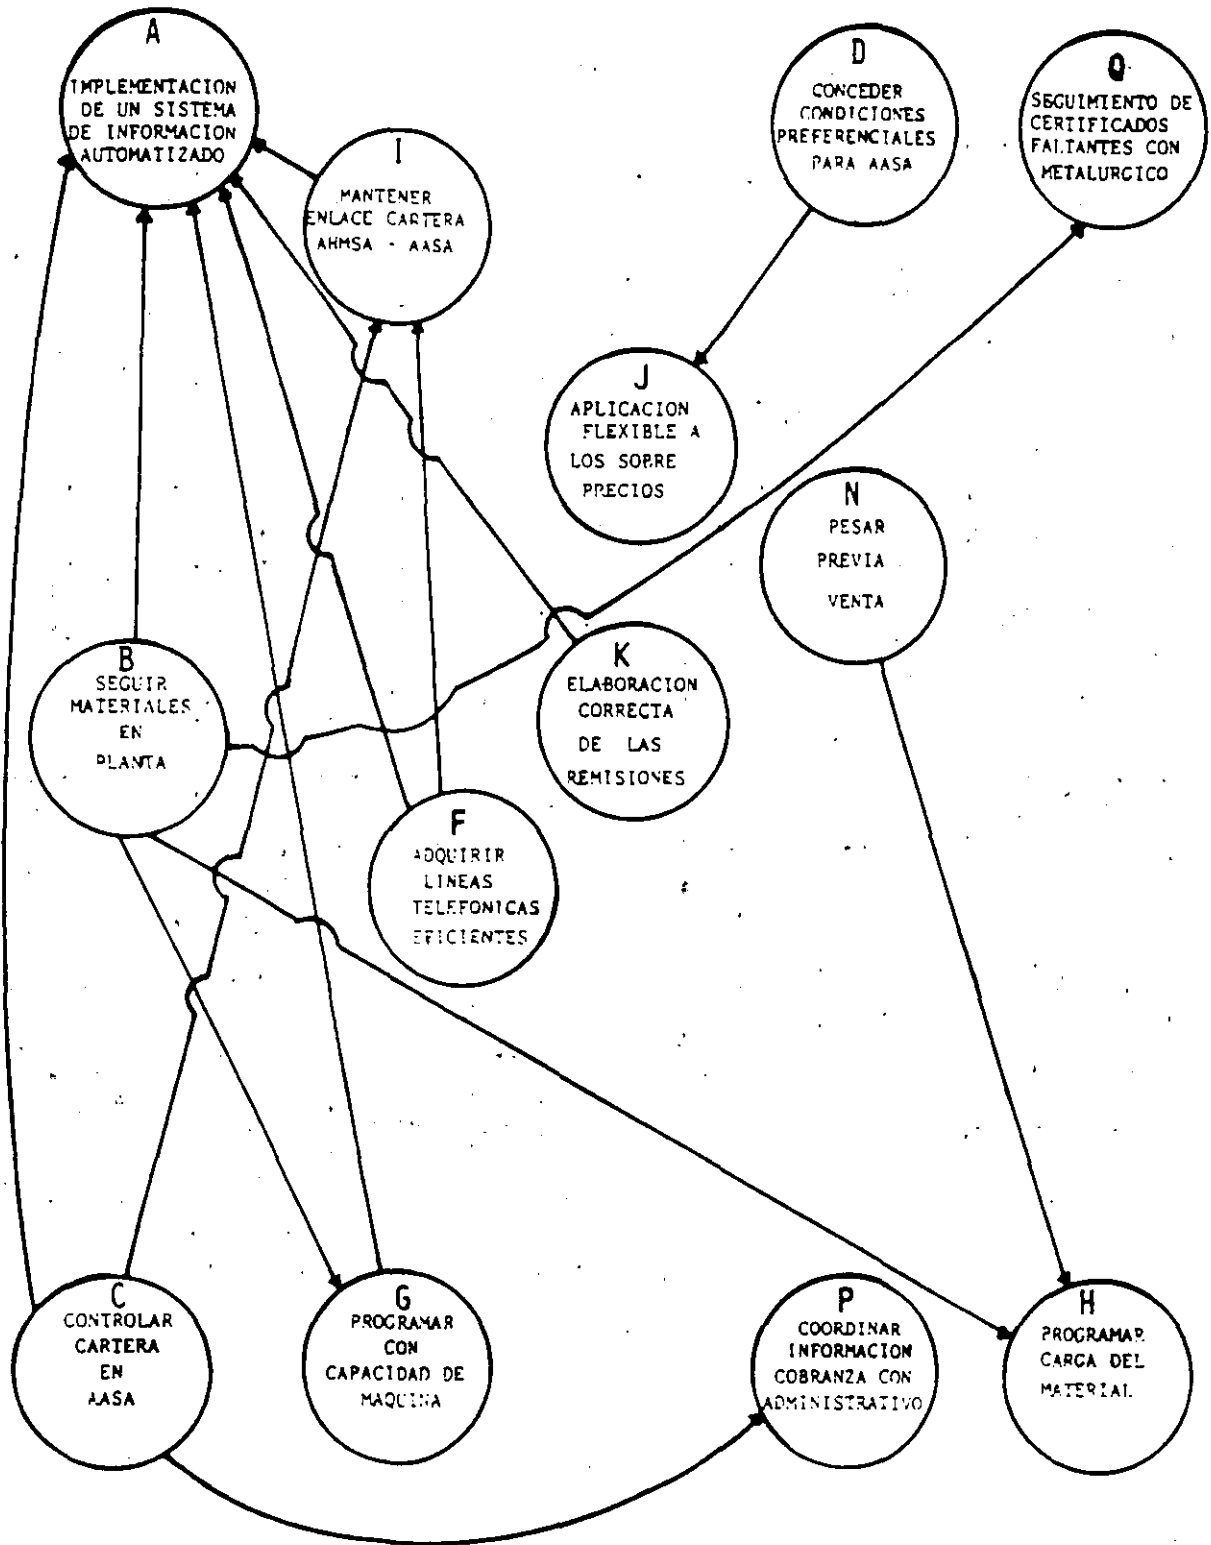 A
IMPLEMENTACION
DE UN SISTEMA
DE INFORMACION
AUTOMATIZADO
I
MANTENER
ENLACE CARTERA
AHMSA - AASA
D
CONCEDER
CONDICIONES
PREFERENCIALES
PARA AASA
Q
SEGUIMIENTO DE
CERTIFICADOS
FALTANTES CON
METALURGICO
J
APLICACION
FLEXIBLE A
LOS SOBRE
PRECIOS
N
PESAR
PREVIA
VENTA
B
SEGUIR
MATERIALES
EN
PLANTA
K
ELABORACION
CORRECTA
DE LAS
REMISIONES
F
ADQUIRIR
LINEAS
TELEFONICAS
EFICIENTES
C
CONTROLAR
CARTERA
EN
AASA
G
PROGRAMAR
CON
CAPACIDAD DE
MAQUINA
P
COORDINAR
INFORMACION
COBRANZA CON
ADMINISTRATIVO
H
PROGRAMAR
CARGA DEL
MATERIAL